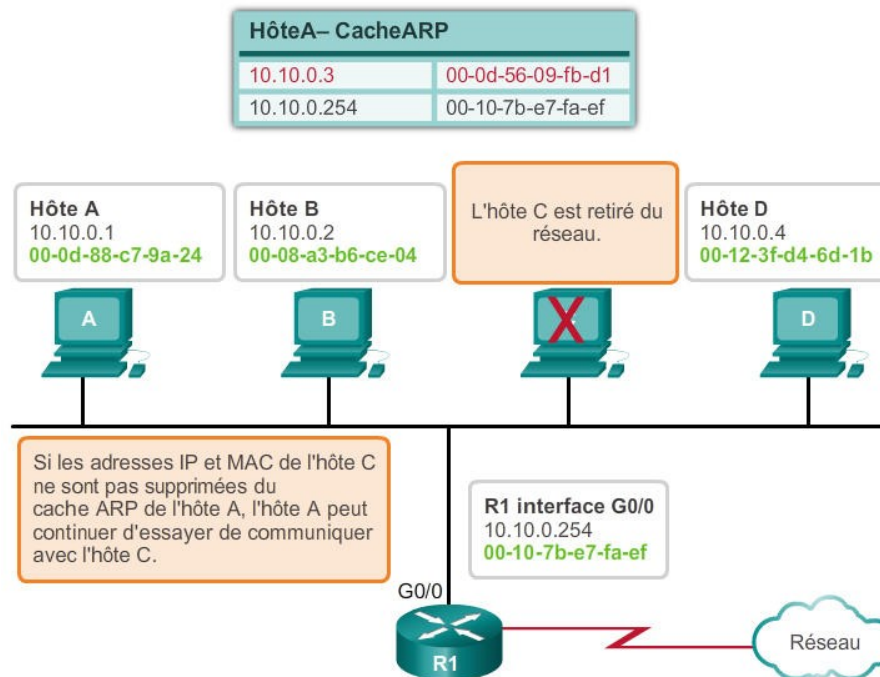 HôteA– CacheARP
10.10.0.3 00-0d-56-09-fb-d1
10.10.0.254 00-10-7b-e7-fa-ef
Hôte A
10.10.0.1
00-0d-88-c7-9a-24
Hôte B
10.10.0.2
00-08-a3-b6-ce-04
L'hôte C est retiré du
réseau.
Hôte D
10.10.0.4
00-12-3f-d4-6d-1b
A
B
D
Si les adresses IP et MAC de l'hôte C
ne sont pas supprimées du
cache ARP de l'hôte A, l'hôte A peut
continuer d'essayer de communiquer
avec l'hôte C.
R1 interface G0/0
10.10.0.254
00-10-7b-e7-fa-ef
G0/0
R1
Réseau